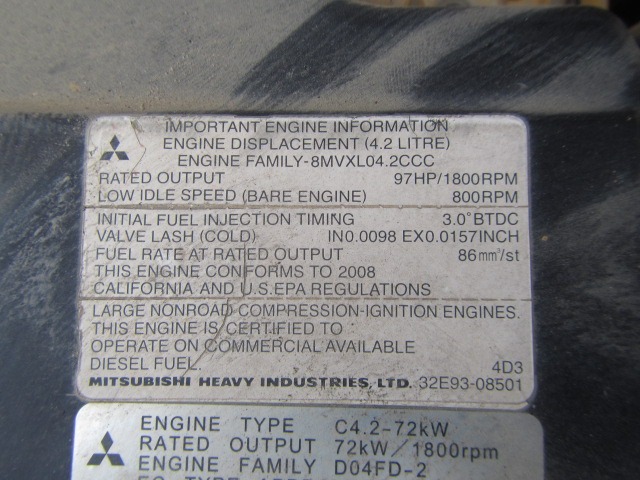 IMPORTANT ENGINE INFORMATION
ENGINE DISPLACEMENT (4.2 LITRE)
ENGINE FAMILY-8MVXL04.2CCC
RATED OUTPUT 97HP/1800RPM
LOW IDLE SPEED (BARE ENGINE) 800RPM
INITIAL FUEL INJECTION TIMING 3.0°BTDC
VALVE LASH (COLD) IN0.0098 EX0.0157INCH
FUEL RATE AT RATED OUTPUT 86mm³/st
THIS ENGINE CONFORMS TO 2008
CALIFORNIA AND U.S.EPA REGULATIONS
LARGE NONROAD COMPRESSION-IGNITION ENGINES.
THIS ENGINE IS CERTIFIED TO
OPERATE ON COMMERCIAL AVAILABLE
DIESEL FUEL. 4D3
MITSUBISHI HEAVY INDUSTRIES, LTD. 32E93-08501
ENGINE TYPE C4.2-72kW
RATED OUTPUT 72kW/1800rpm
ENGINE FAMILY D04FD-2